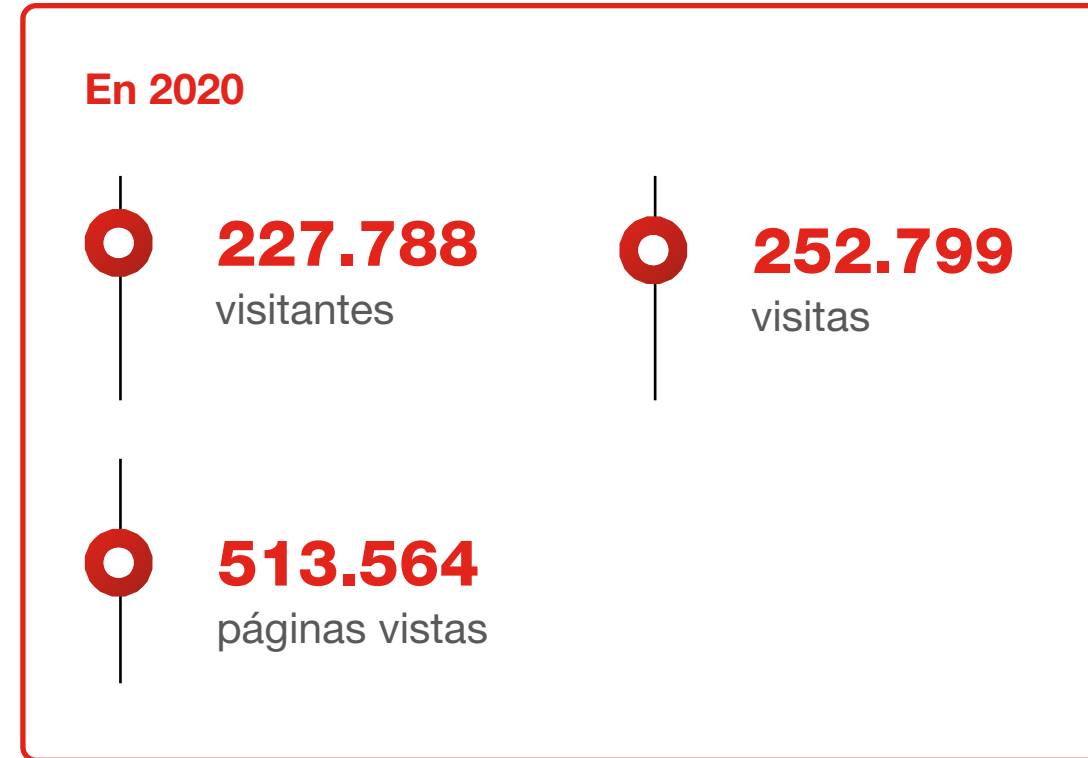 En 2020
227.788
visitantes
252.799
visitas
513.564
páginas vistas